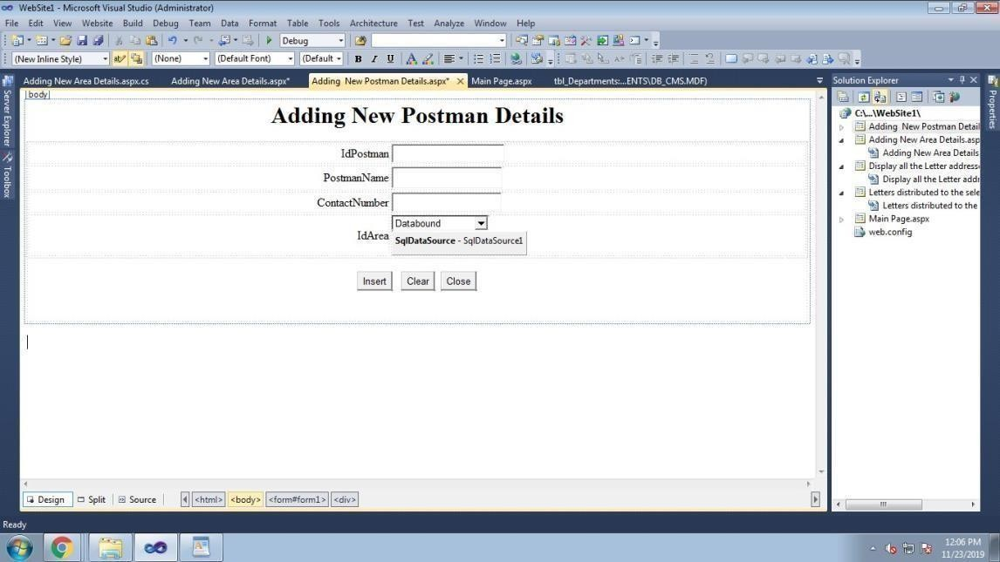 WebSite1 - Microsoft Visual Studio (Administrator)
File Edit View Website Build Debug Team Data Format Table Tools Architecture Test Analyze Window Help
Debug
(New Inline Style) (None) (Default Font) (Default B I U A
Adding New Area Details.aspx.cs Adding New Area Details.aspx* Adding New Postman Details.aspx* Main Page.aspx tbl_Departments:...ENTS\DB_CMS.MDF)
body
Adding New Postman Details
IdPostman
PostmanName
ContactNumber
Databound
IdArea
SqlDataSource - SqlDataSource1
Insert Clear Close
Design Split Source <html> <body> <form#form1> <div>
Server Explorer
Toolbox
Solution Explorer
C:\...\WebSite1\
Adding New Postman Detail
Adding New Area Details.asp
Adding New Area Details
Display all the Letter addresse
Display all the Letter addr
Letters distributed to the sele
Letters distributed to the
Main Page.aspx
web.config
Properties
Ready
12:06 PM
11/23/2019